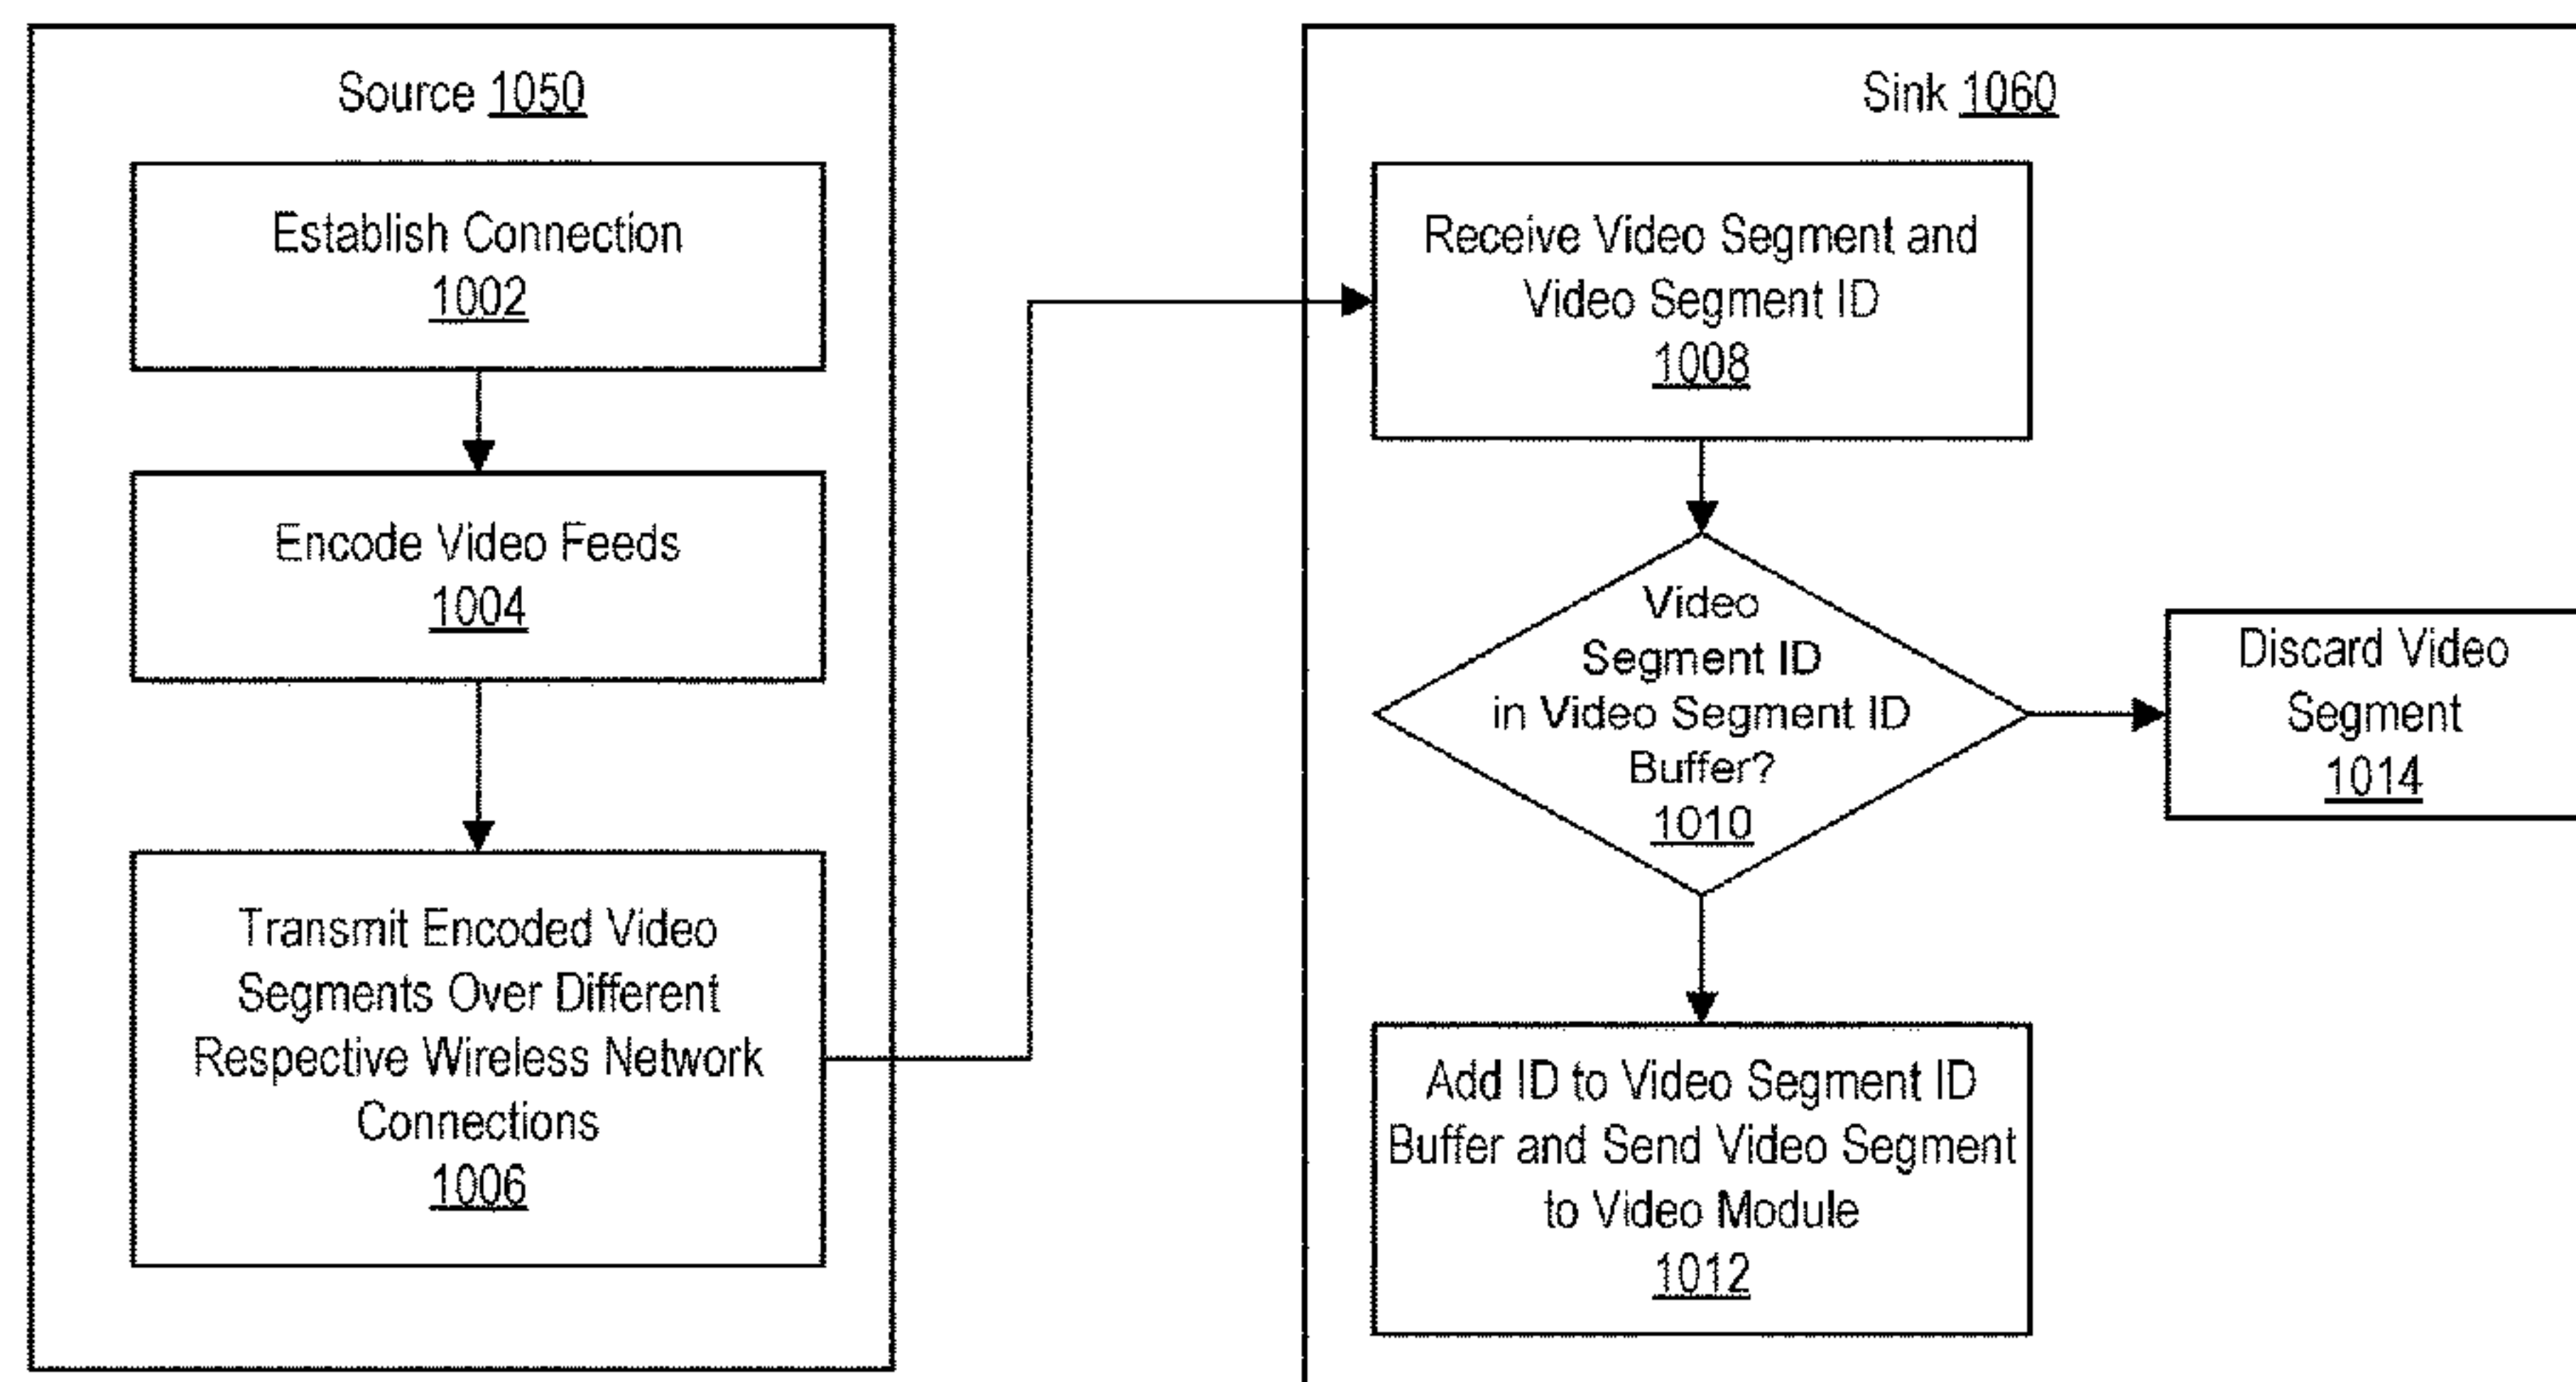 Source 1050
Establish Connection
1002
Encode Video Feeds
1004
Transmit Encoded Video
Segments Over Different
Respective Wireless Network
Connections
1006
Sink 1060
Receive Video Segment and
Video Segment ID
1008
Video
Segment ID
in Video Segment ID
Buffer?
1010
Discard Video
Segment
1014
Add ID to Video Segment ID
Buffer and Send Video Segment
to Video Module
1012